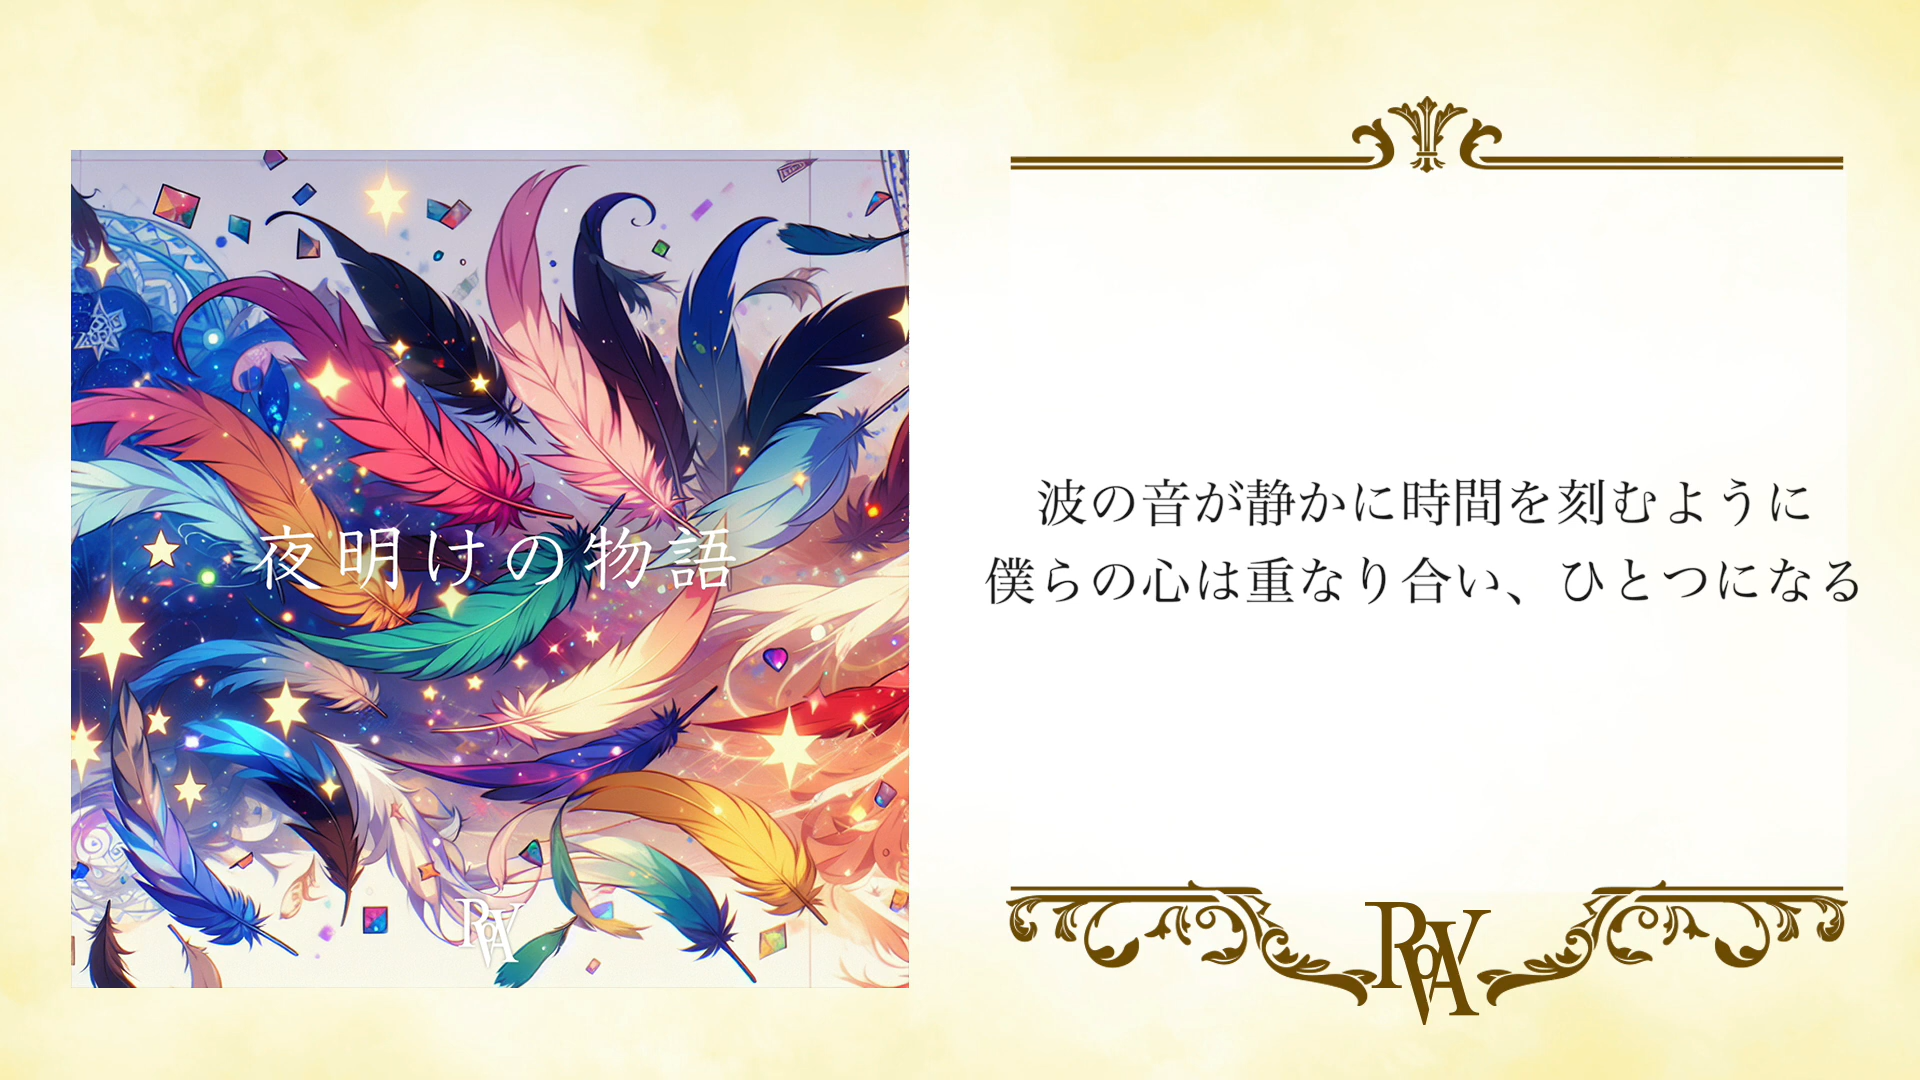 夜明けの物語
波の音が静かに時間を刻むように
僕らの心は重なり合い、ひとつになる